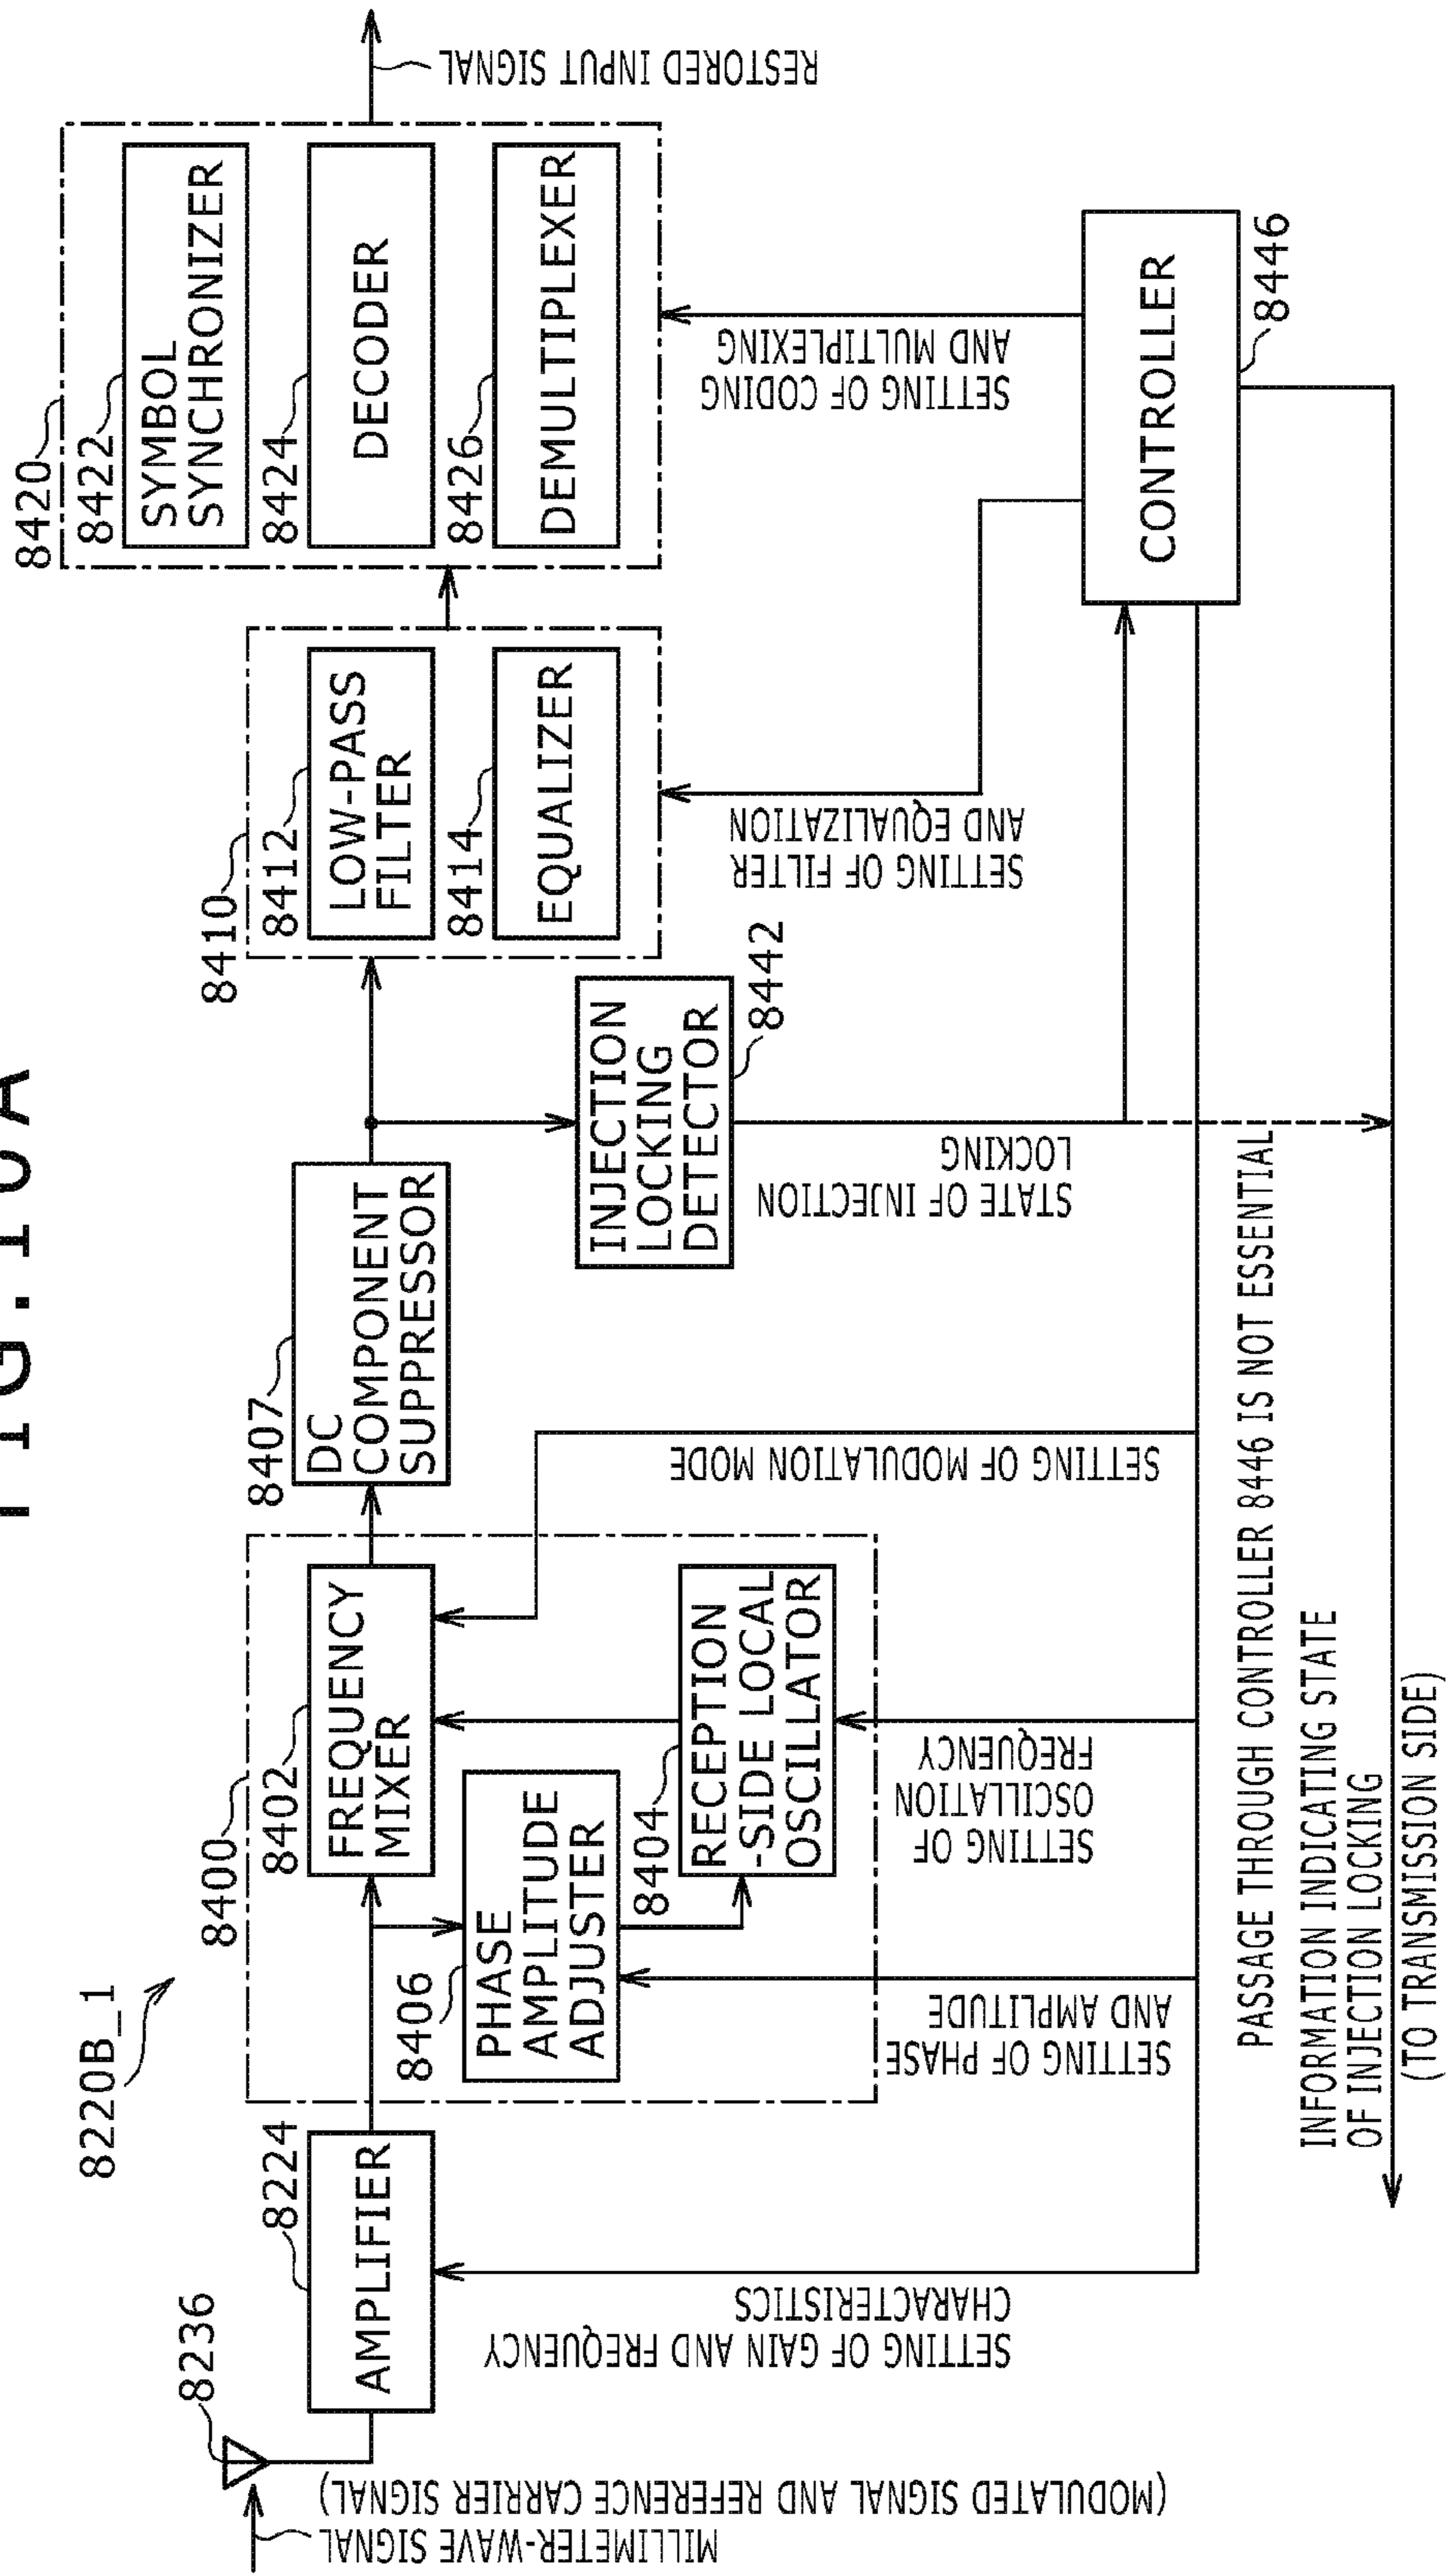 FIG.10A
8220B_1
8236
MILLIMETER-WAVE SIGNAL
(MODULATED SIGNAL AND REFERENCE CARRIER SIGNAL)
8224
AMPLIFIER
SETTING OF GAIN AND FREQUENCY
CHARACTERISTICS
8400
8402
FREQUENCY
MIXER
8406
PHASE
AMPLITUDE
ADJUSTER
8404
RECEPTION
-SIDE LOCAL
OSCILLATOR
SETTING OF PHASE
AND AMPLITUDE
SETTING OF
OSCILLATION
FREQUENCY
SETTING OF MODULATION MODE
8407
DC
COMPONENT
SUPPRESSOR
INJECTION
LOCKING
DETECTOR
8442
STATE OF INJECTION
LOCKING
8410
8412
LOW-PASS
FILTER
8414
EQUALIZER
SETTING OF FILTER
AND EQUALIZATION
8420
8422
SYMBOL
SYNCHRONIZER
8424
DECODER
8426
DEMULTIPLEXER
SETTING OF CODING
AND MULTIPLEXING
RESTORED INPUT SIGNAL
CONTROLLER
8446
PASSAGE THROUGH CONTROLLER 8446 IS NOT ESSENTIAL
INFORMATION INDICATING STATE
OF INJECTION LOCKING
(TO TRANSMISSION SIDE)